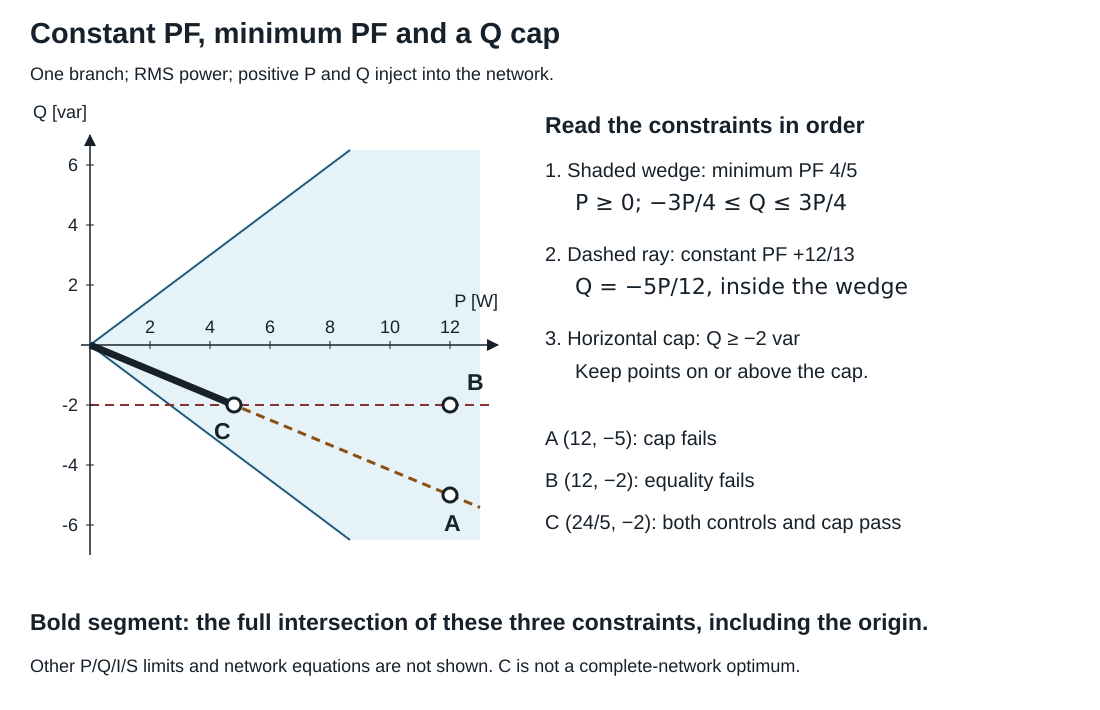 Constant PF, minimum PF and a Q cap
One branch; RMS power; positive P and Q inject into the network.
Q [var]
6
4
2
-2
-4
-6
P [W]
2 4 6 8 10 12
B
C
A
Read the constraints in order
1. Shaded wedge: minimum PF 4/5
P ≥ 0; −3P/4 ≤ Q ≤ 3P/4
2. Dashed ray: constant PF +12/13
Q = −5P/12, inside the wedge
3. Horizontal cap: Q ≥ −2 var
Keep points on or above the cap.
A (12, −5): cap fails
B (12, −2): equality fails
C (24/5, −2): both controls and cap pass
Bold segment: the full intersection of these three constraints, including the origin.
Other P/Q/I/S limits and network equations are not shown. C is not a complete-network optimum.